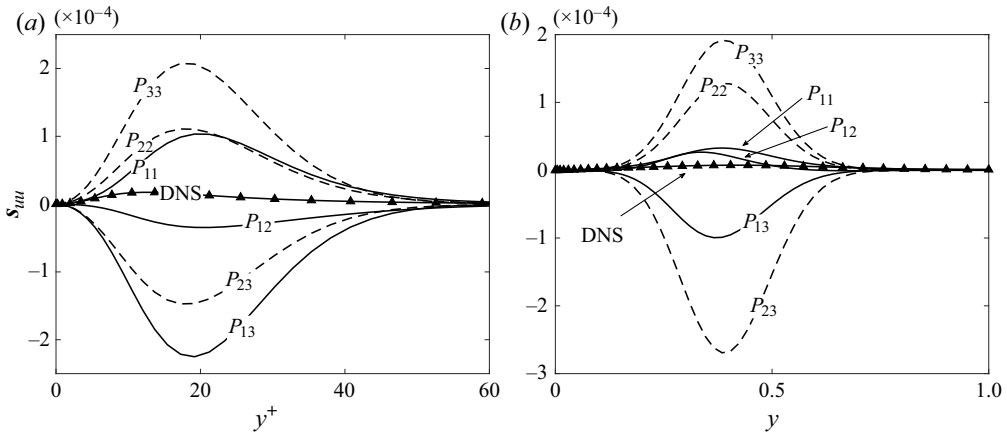 (a) (×10⁻⁴)
2
1
0
−1
−2
0 20 40 60
y⁺
s_uu
P₃₃
P₂₂
P₁₁
DNS
P₁₂
P₂₃
P₁₃
(b) (×10⁻⁴)
2
1
0
−1
−2
−3
0 0.5 1.0
y
P₃₃
P₂₂
P₁₁
P₁₂
P₁₃
DNS
P₂₃